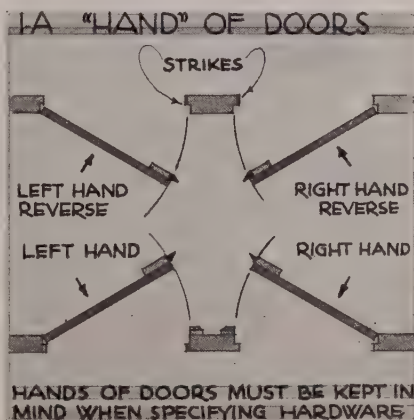 1-A "HAND" OF DOORS
STRIKES
LEFT HAND
REVERSE
RIGHT HAND
REVERSE
LEFT HAND
RIGHT HAND
HANDS OF DOORS MUST BE KEPT IN
MIND WHEN SPECIFYING HARDWARE